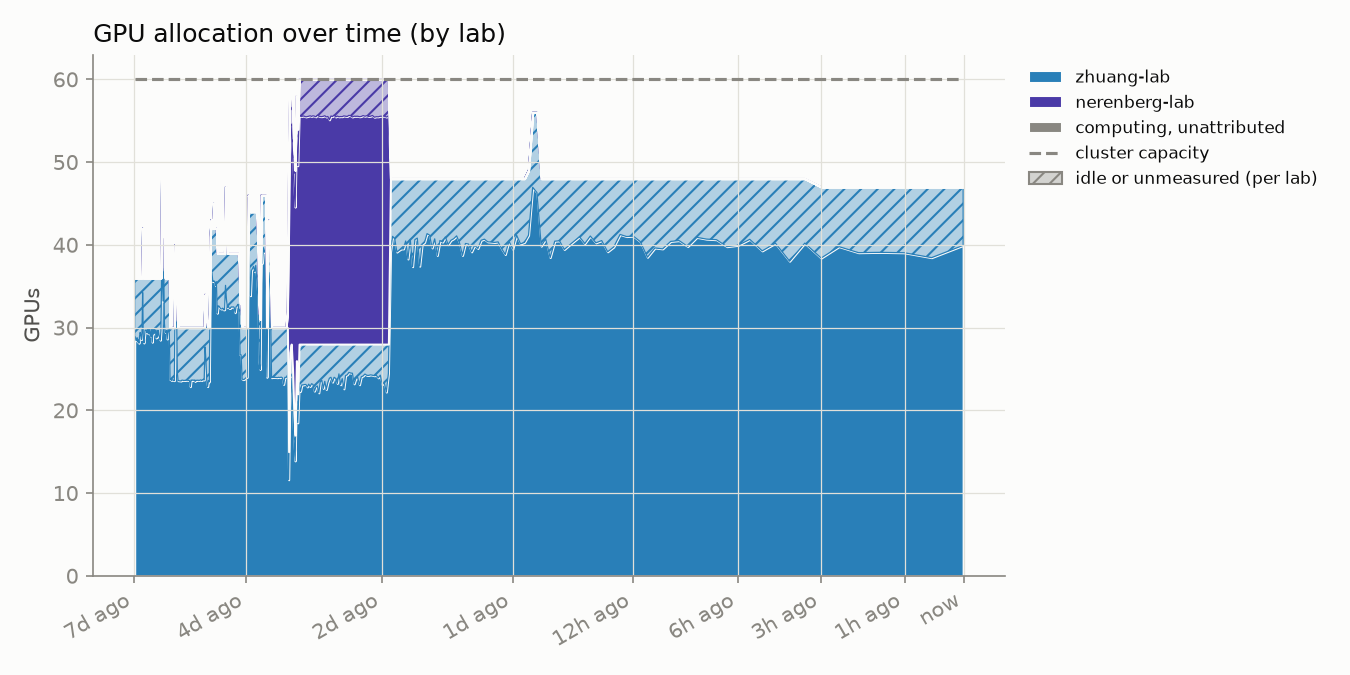 GPU allocation over time (by lab)
60
50
40
30
20
10
0
GPUs
7d ago
4d ago
2d ago
1d ago
12h ago
6h ago
3h ago
1h ago
now
zhuang-lab
nerenberg-lab
computing, unattributed
cluster capacity
idle or unmeasured (per lab)